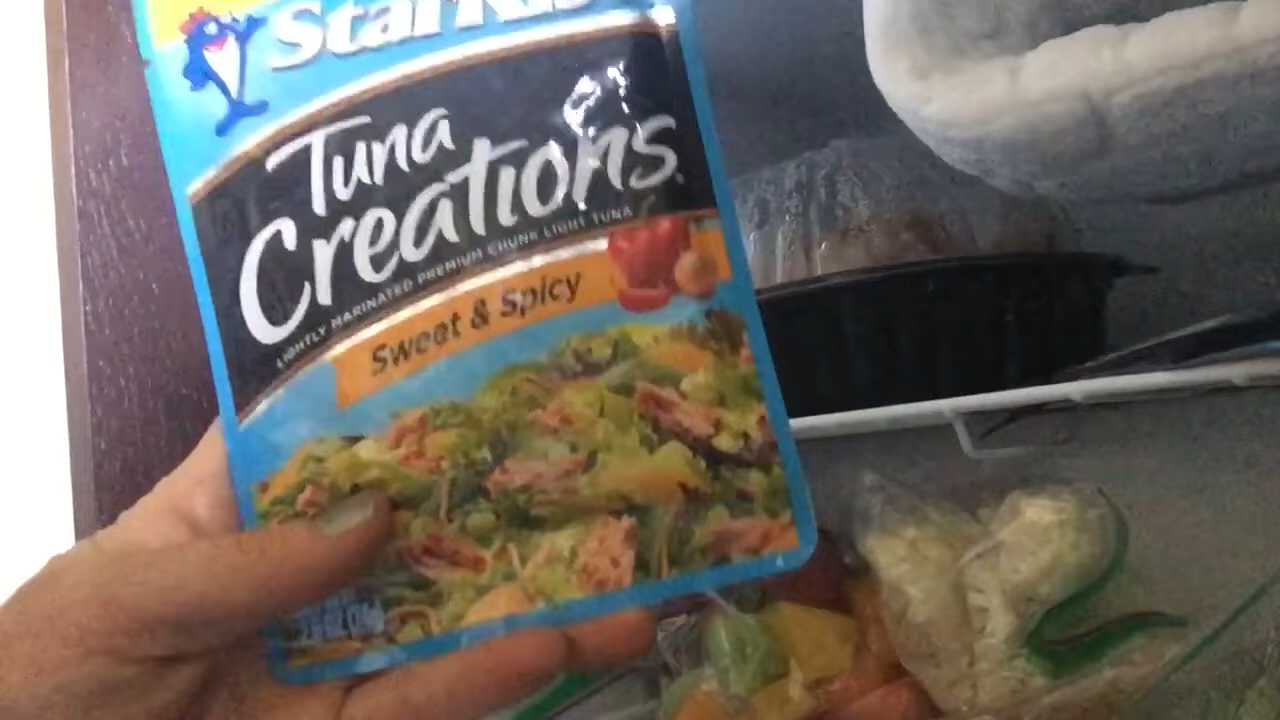 Tuna
Creations.
LIGHTLY MARINATED PREMIUM CHUNK LIGHT TUNA
Sweet & Spicy